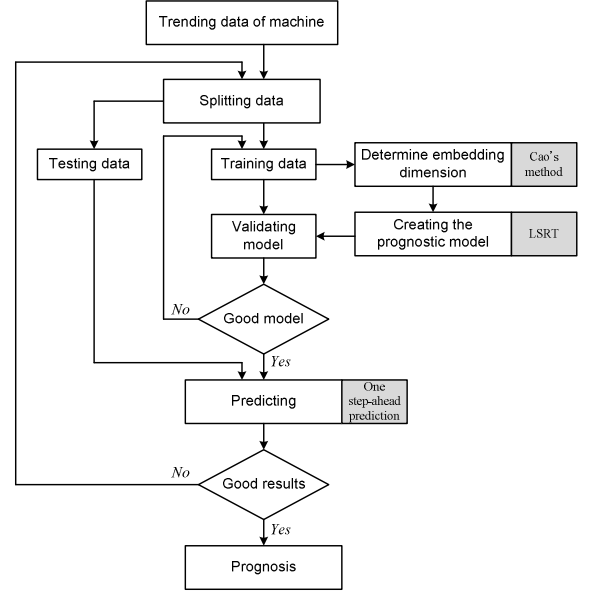 Trending data of machine
Splitting data
Testing data
Training data
Determine embedding
dimension
Cao's
method
Validating
model
Creating the
prognostic model
LSRT
No
Good model
Yes
Predicting
One
step-ahead
prediction
No
Good results
Yes
Prognosis